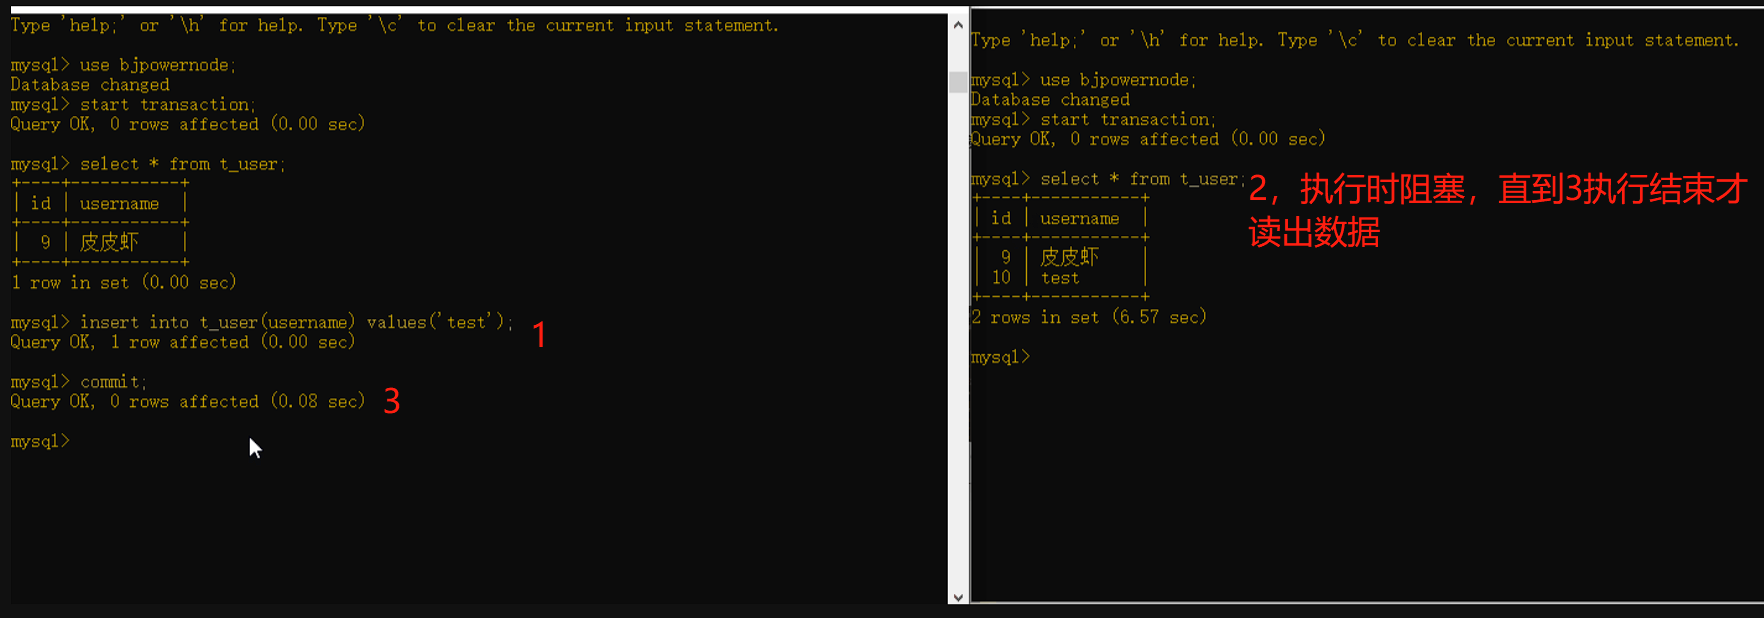 Type 'help;' or '\h' for help. Type '\c' to clear the current input statement.
mysql> use bjpowernode;
Database changed
mysql> start transaction;
Query OK, 0 rows affected (0.00 sec)
mysql> select * from t_user;
+----+-----------+
| id | username  |
+----+-----------+
|  9 | 皮皮虾    |
+----+-----------+
1 row in set (0.00 sec)
mysql> insert into t_user(username) values('test');
1
Query OK, 1 row affected (0.00 sec)
mysql> commit;
Query OK, 0 rows affected (0.08 sec)
3
mysql>
Type 'help;' or '\h' for help. Type '\c' to clear the current input statement.
mysql> use bjpowernode;
Database changed
mysql> start transaction;
Query OK, 0 rows affected (0.00 sec)
mysql> select * from t_user;
2，执行时阻塞，直到3执行结束才
读出数据
+----+-----------+
| id | username  |
+----+-----------+
|  9 | 皮皮虾    |
| 10 | test      |
+----+-----------+
2 rows in set (6.57 sec)
mysql>